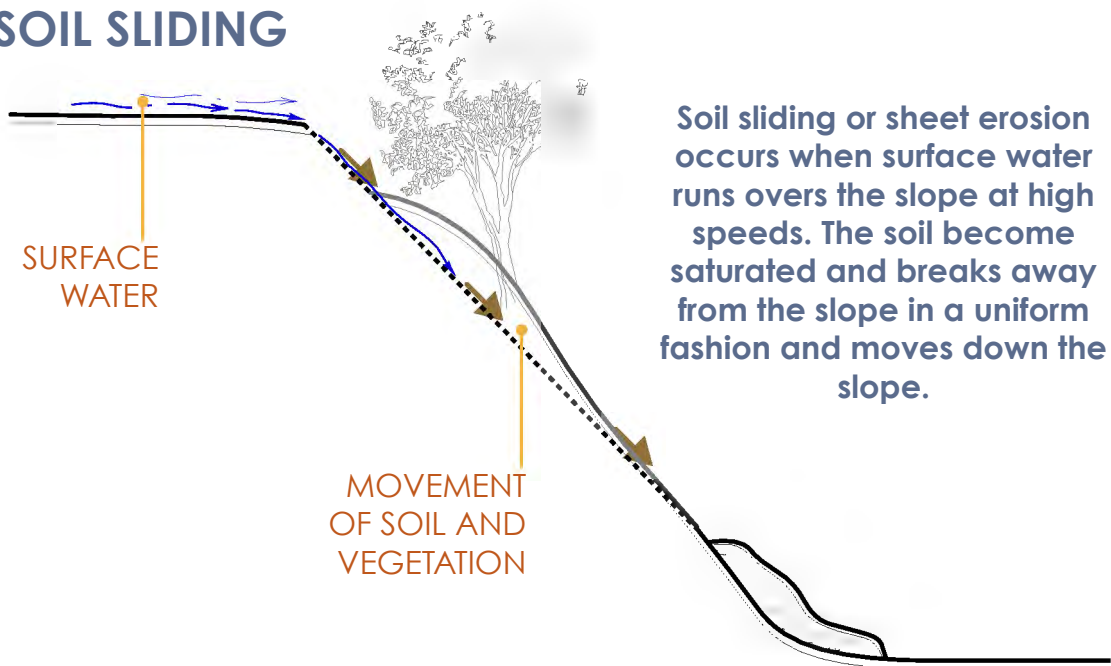 SOIL SLIDING
Soil sliding or sheet erosion
occurs when surface water
runs overs the slope at high
speeds. The soil become
saturated and breaks away
from the slope in a uniform
fashion and moves down the
slope.
SURFACE
WATER
MOVEMENT
OF SOIL AND
VEGETATION